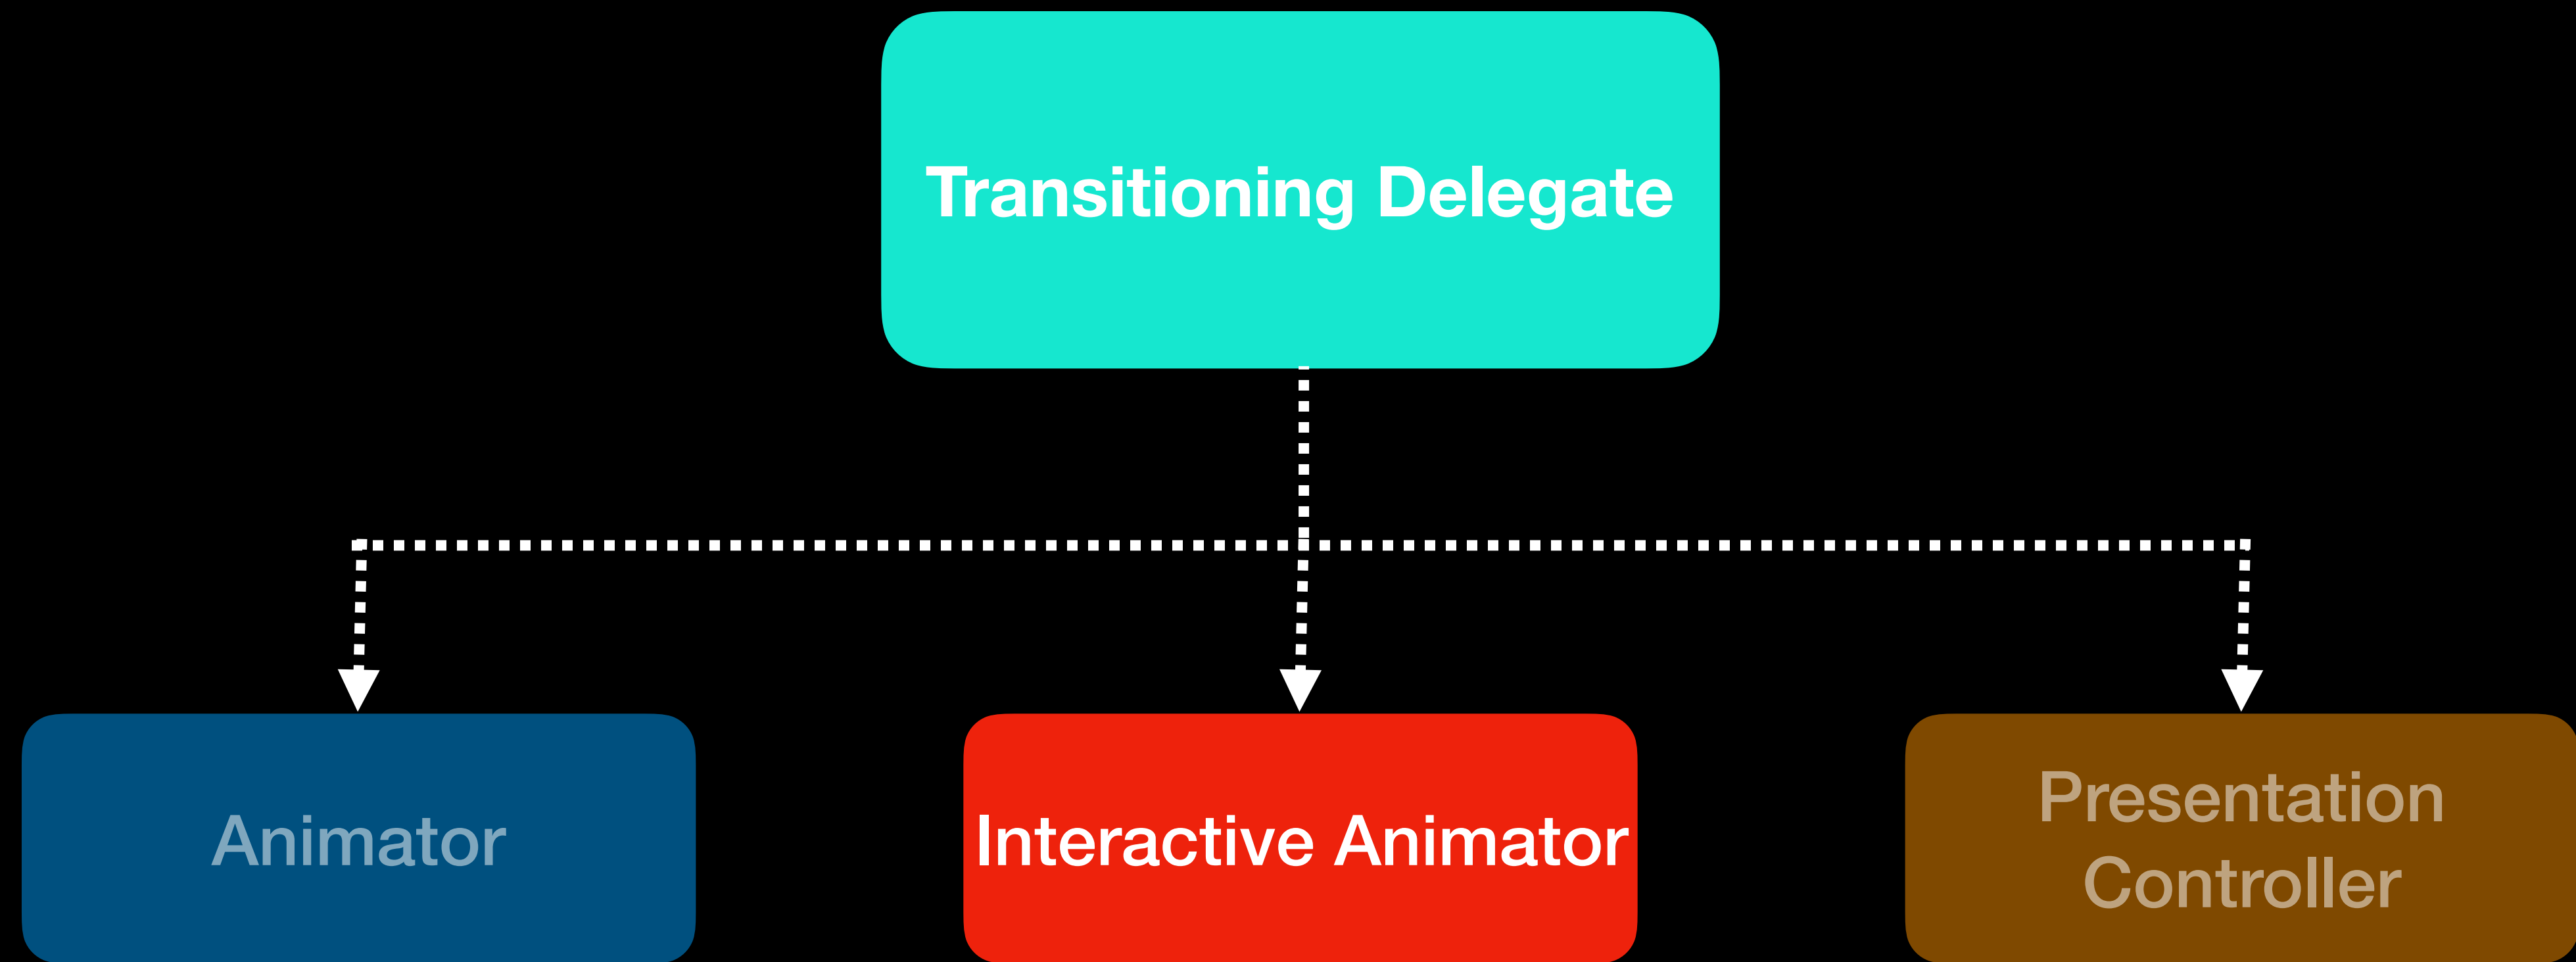 Transitioning Delegate
Animator
Interactive Animator
Presentation
Controller